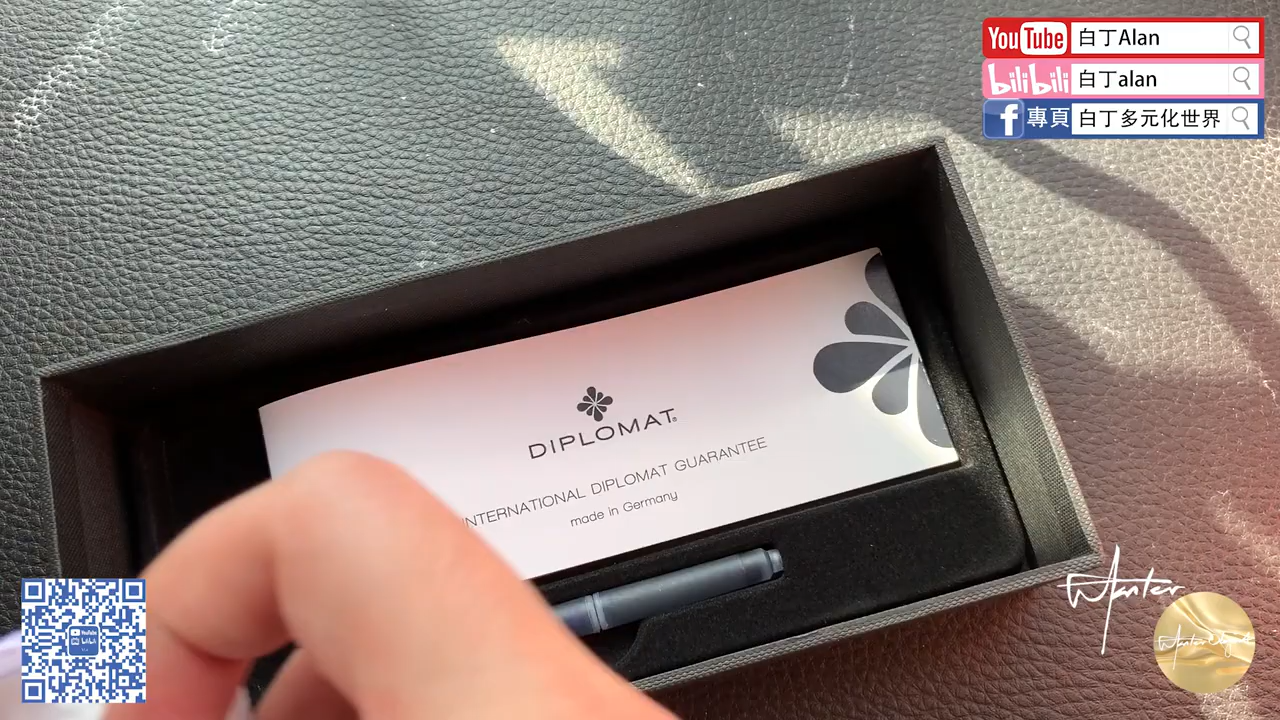 YouTube 白丁Alan
bilibili 白丁alan
f 專頁 白丁多元化世界
DIPLOMAT®
INTERNATIONAL DIPLOMAT GUARANTEE
made in Germany